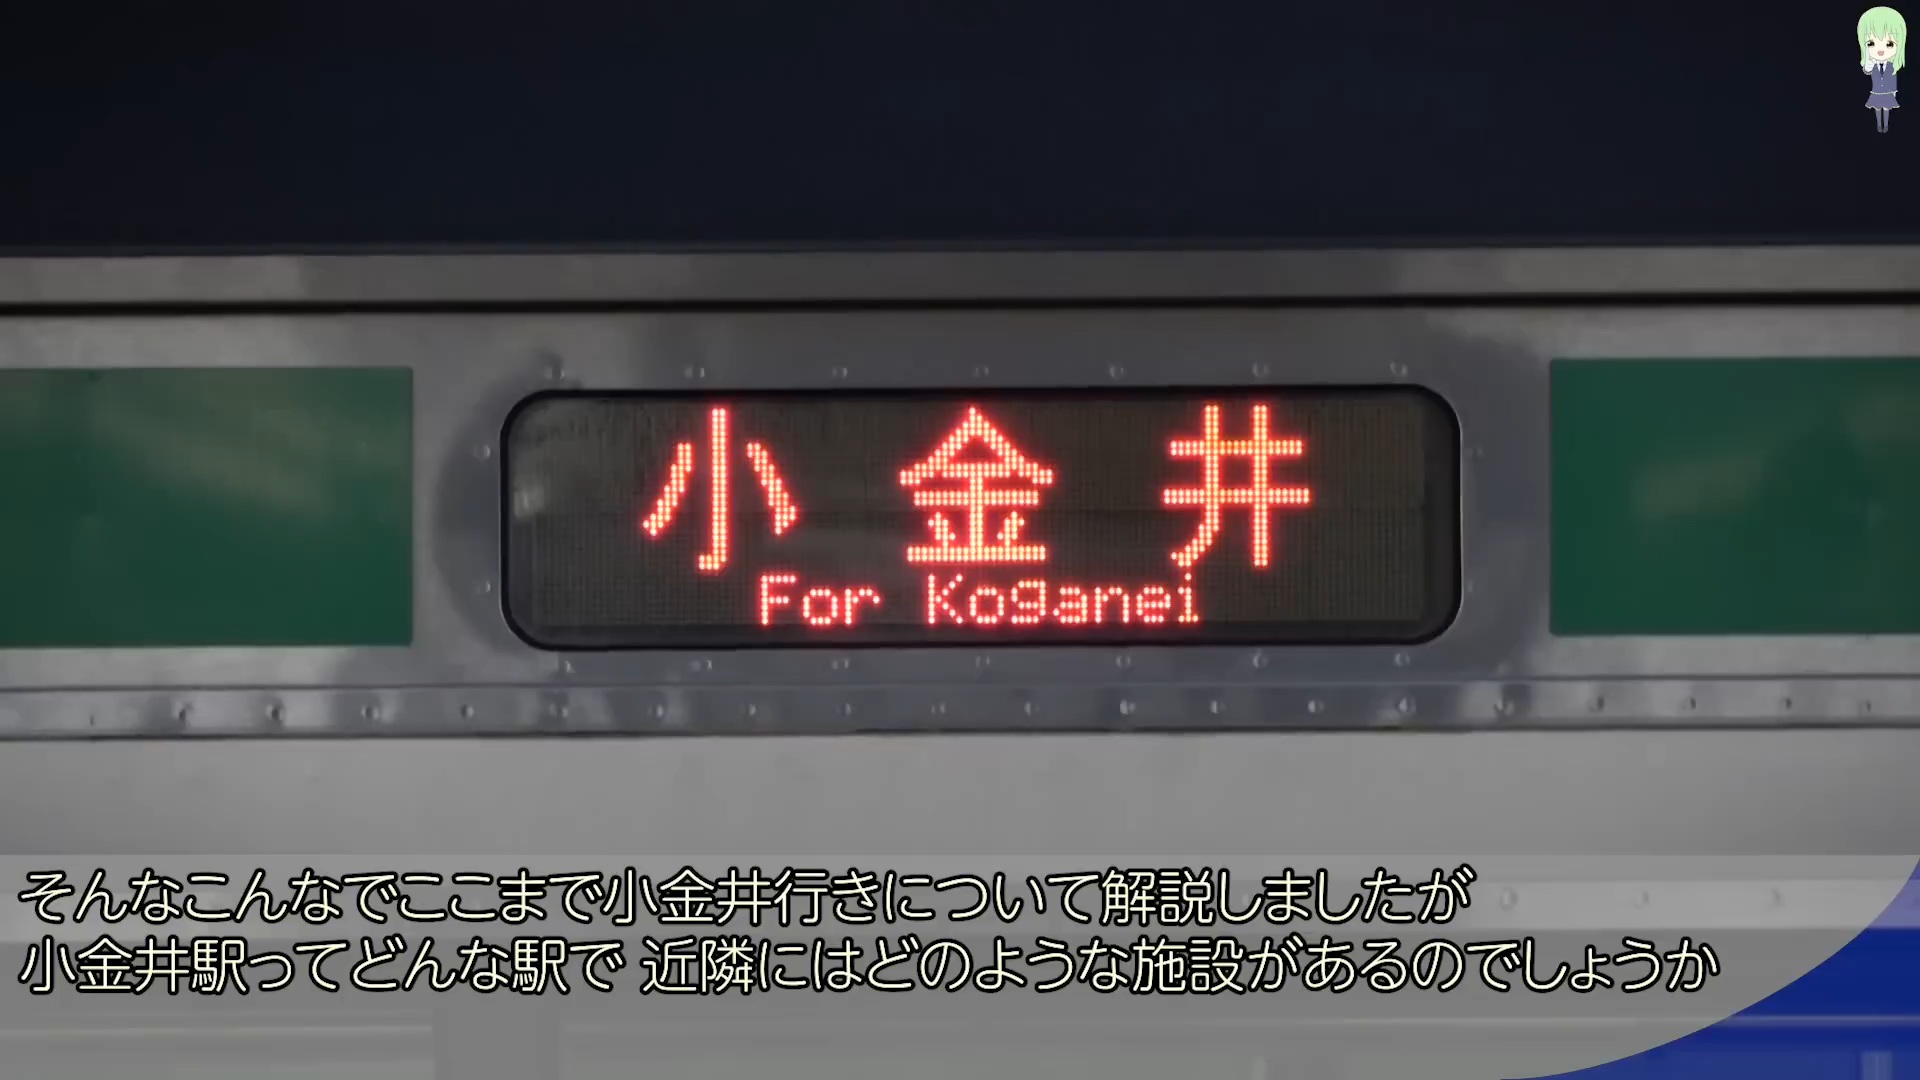 小金井
For Koganei
そんなこんなでここまで小金井行きについて解説しましたが
小金井駅ってどんな駅で 近隣にはどのような施設があるのでしょうか